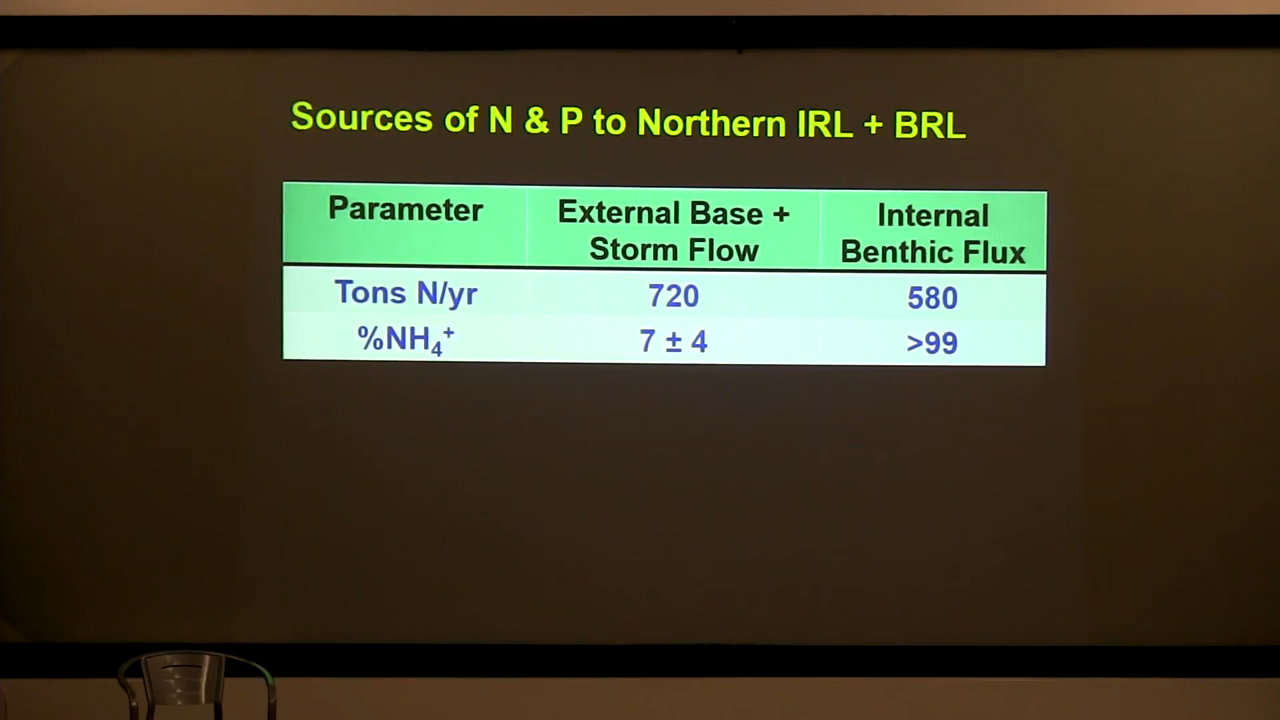 Sources of N & P to Northern IRL + BRL
Parameter
External Base +
Storm Flow
Internal
Benthic Flux
Tons N/yr
720
580
%NH₄⁺
7 ± 4
>99